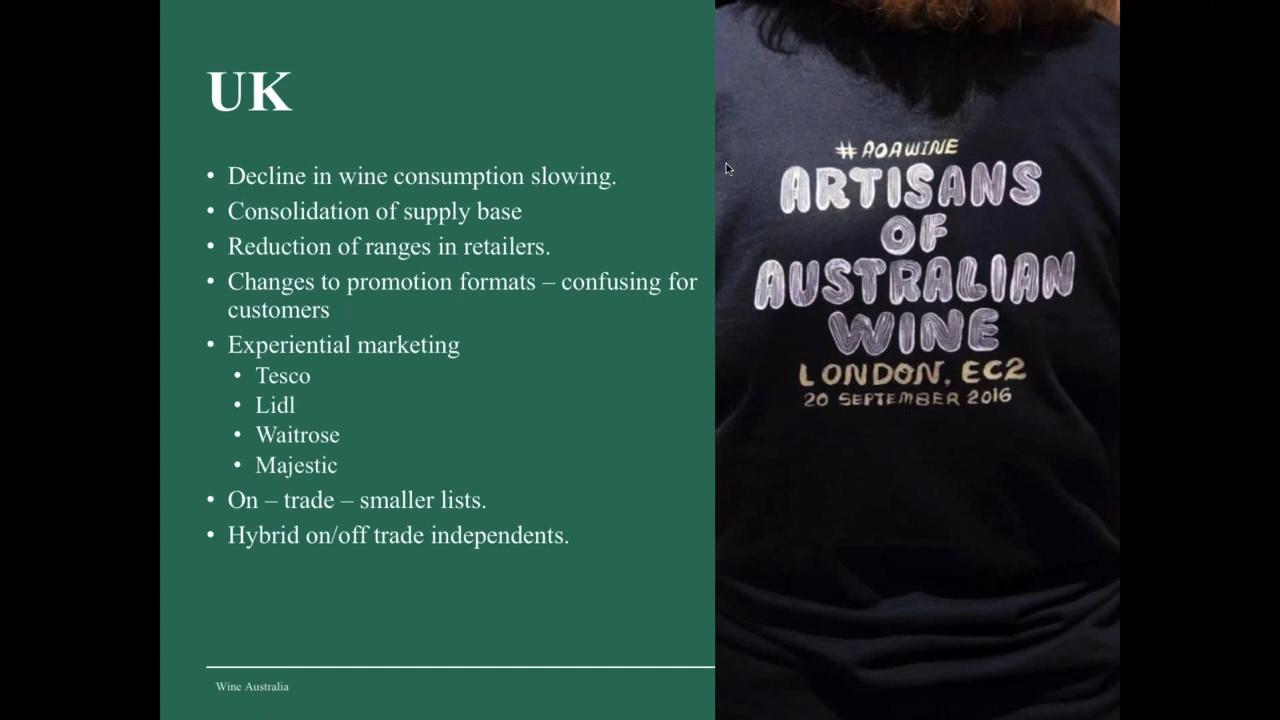 UK
• Decline in wine consumption slowing.
• Consolidation of supply base
• Reduction of ranges in retailers.
• Changes to promotion formats – confusing for
customers
• Experiential marketing
• Tesco
• Lidl
• Waitrose
• Majestic
• On – trade – smaller lists.
• Hybrid on/off trade independents.
Wine Australia
#AOAWINE
ARTISANS
OF
AUSTRALIAN
WINE
LONDON, EC2
20 SEPTEMBER 2016